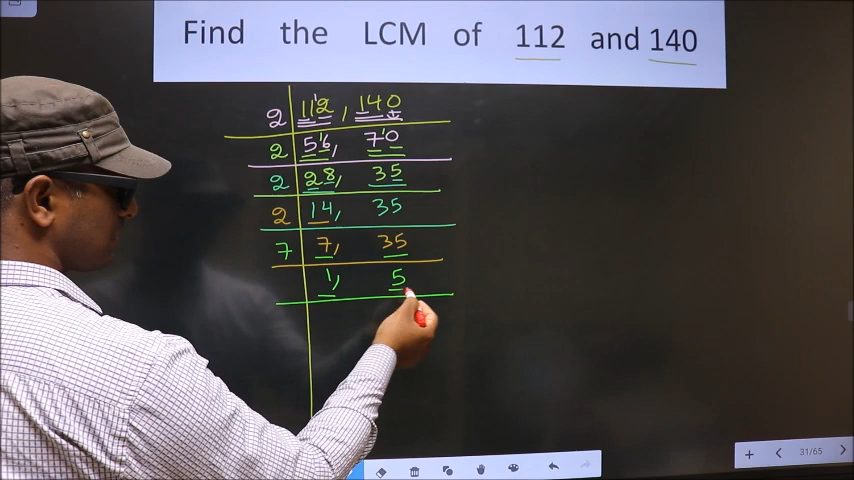 Find the LCM of 112 and 140
2 112, 140
2 56, 70
2 28, 35
2 14, 35
7 7, 35
1, 5
31/65